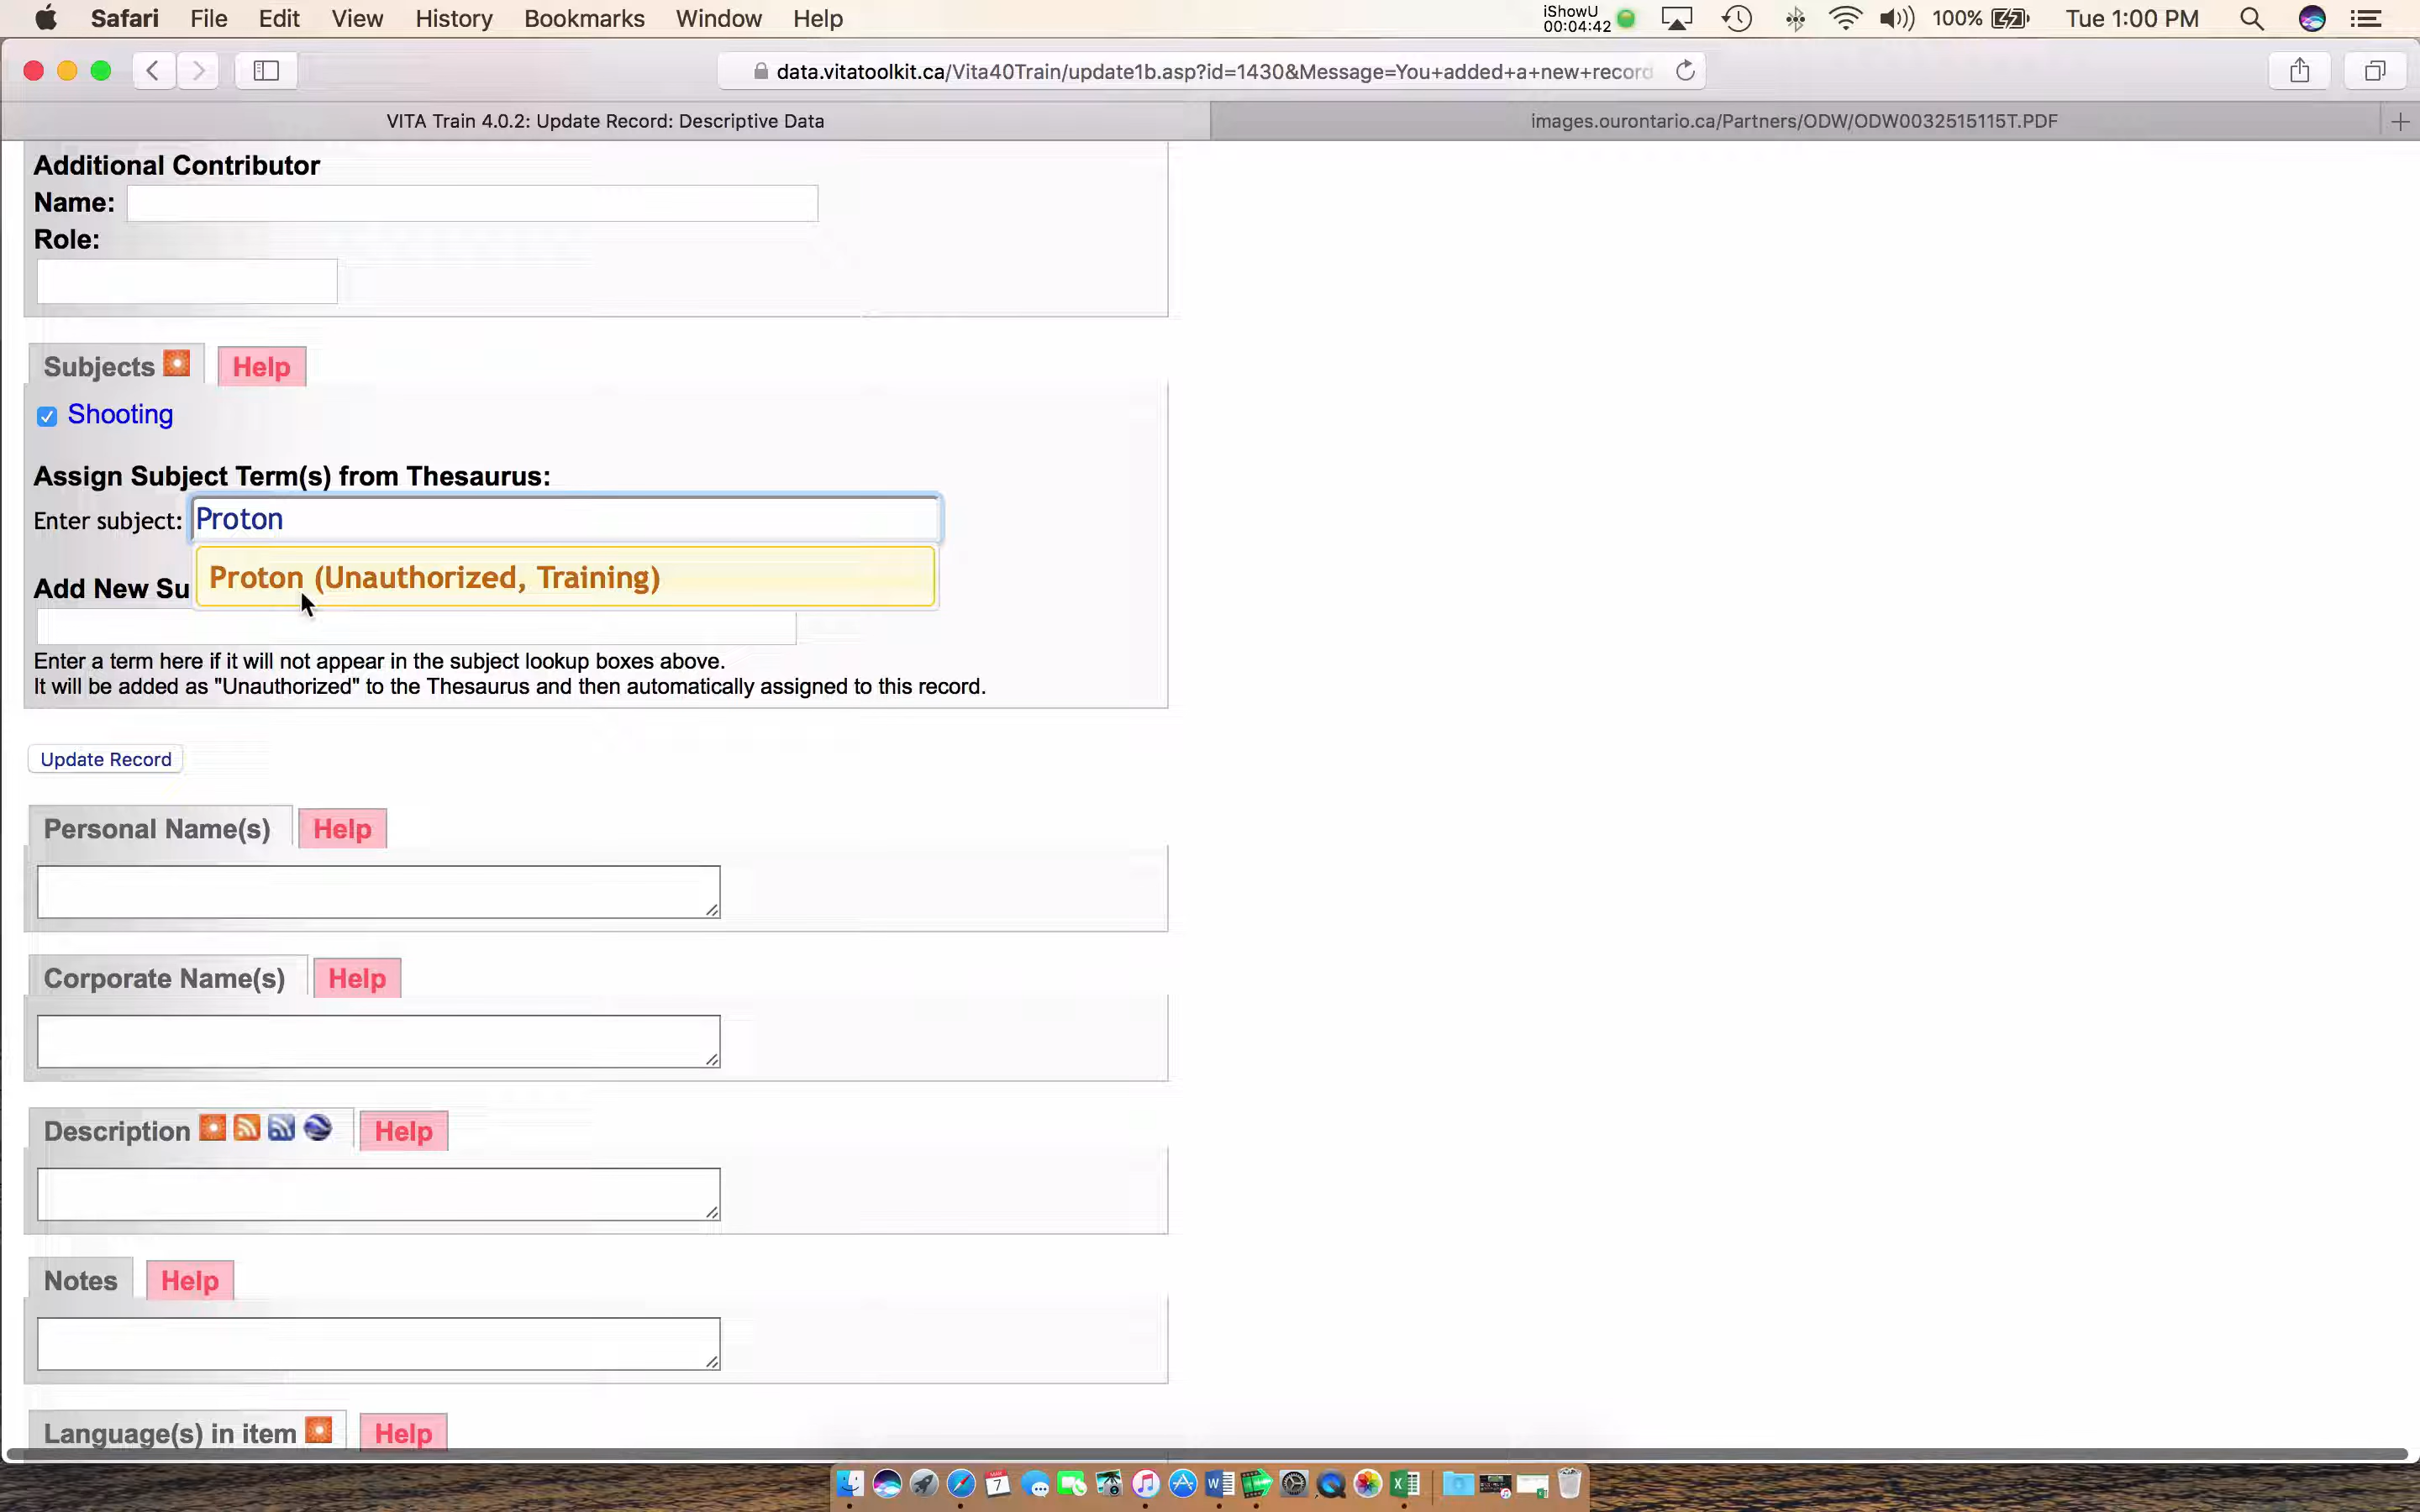 Safari File Edit View History Bookmarks Window Help
iShowU
00:04:42
100% Tue 1:00 PM
data.vitatoolkit.ca/Vita40Train/update1b.asp?id=1430&Message=You+added+a+new+record
VITA Train 4.0.2: Update Record: Descriptive Data
images.ourontario.ca/Partners/ODW/ODW0032515115T.PDF
Additional Contributor
Name:
Role:
Subjects Help
Shooting
Assign Subject Term(s) from Thesaurus:
Enter subject: Proton
Proton (Unauthorized, Training)
Add New Su
Enter a term here if it will not appear in the subject lookup boxes above.
It will be added as "Unauthorized" to the Thesaurus and then automatically assigned to this record.
Update Record
Personal Name(s) Help
Corporate Name(s) Help
Description Help
Notes Help
Language(s) in item Help